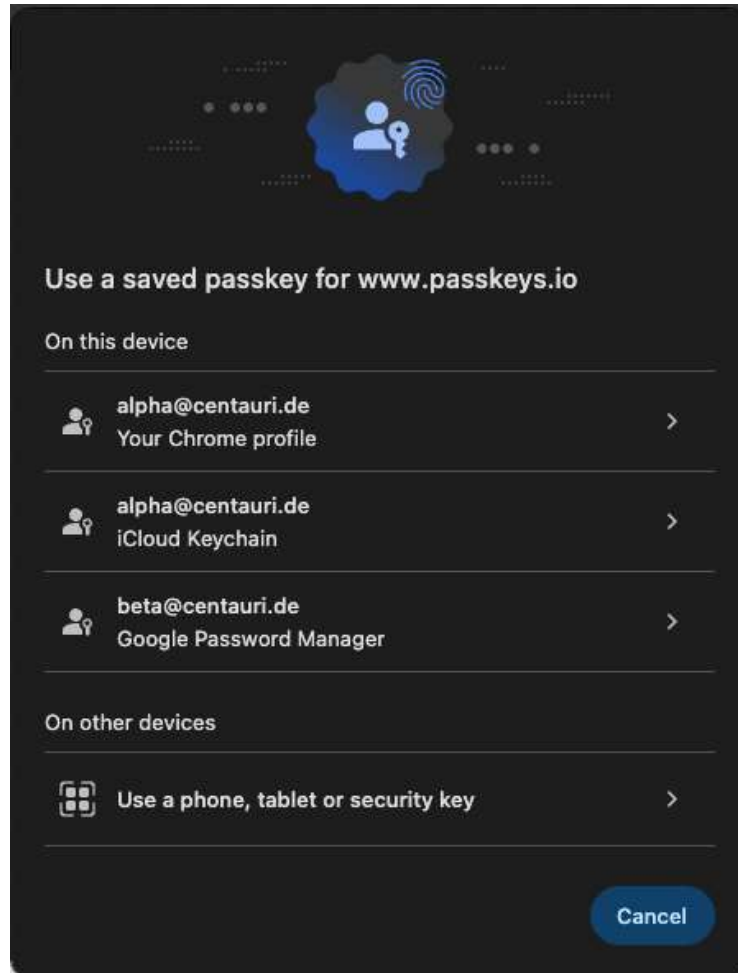 Use a saved passkey for www.passkeys.io
On this device
alpha@centauri.de
Your Chrome profile
alpha@centauri.de
iCloud Keychain
beta@centauri.de
Google Password Manager
On other devices
Use a phone, tablet or security key
Cancel